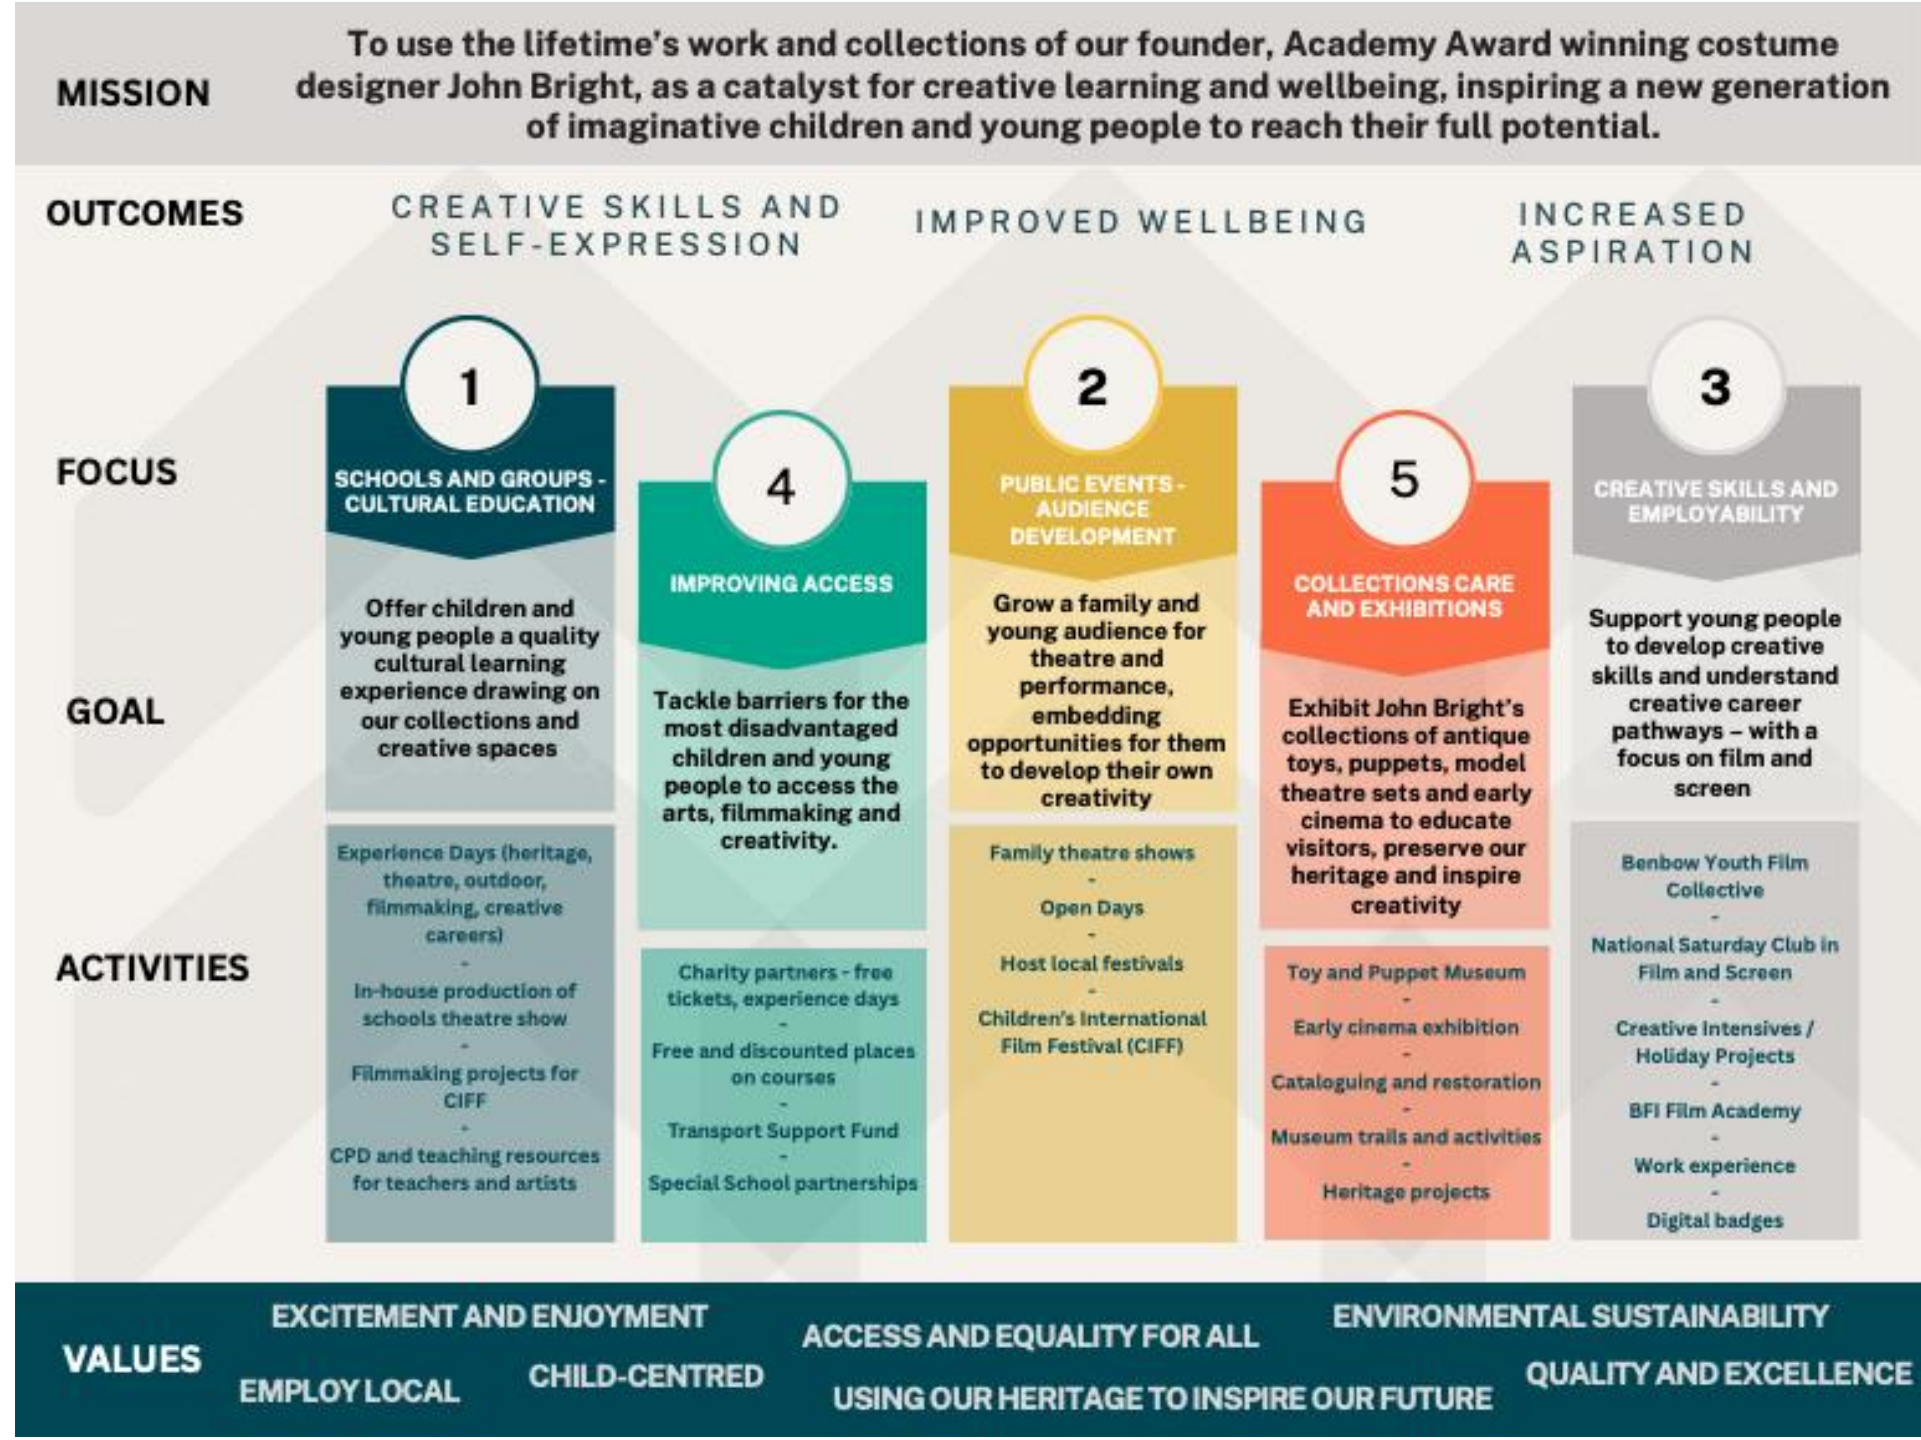 MISSION
To use the lifetime's work and collections of our founder, Academy Award winning costume
designer John Bright, as a catalyst for creative learning and wellbeing, inspiring a new generation
of imaginative children and young people to reach their full potential.
OUTCOMES
CREATIVE SKILLS AND
SELF-EXPRESSION
IMPROVED WELLBEING
INCREASED
ASPIRATION
FOCUS
GOAL
ACTIVITIES
1
SCHOOLS AND GROUPS -
CULTURAL EDUCATION
Offer children and
young people a quality
cultural learning
experience drawing on
our collections and
creative spaces
Experience Days (heritage,
theatre, outdoor,
filmmaking, creative
careers)
-
In-house production of
schools theatre show
-
Filmmaking projects for
CIFF
-
CPD and teaching resources
for teachers and artists
4
IMPROVING ACCESS
Tackle barriers for the
most disadvantaged
children and young
people to access the
arts, filmmaking and
creativity.
Charity partners - free
tickets, experience days
-
Free and discounted places
on courses
-
Transport Support Fund
-
Special School partnerships
2
PUBLIC EVENTS -
AUDIENCE
DEVELOPMENT
Grow a family and
young audience for
theatre and
performance,
embedding
opportunities for them
to develop their own
creativity
Family theatre shows
-
Open Days
-
Host local festivals
-
Children's International
Film Festival (CIFF)
5
COLLECTIONS CARE
AND EXHIBITIONS
Exhibit John Bright's
collections of antique
toys, puppets, model
theatre sets and early
cinema to educate
visitors, preserve our
heritage and inspire
creativity
Toy and Puppet Museum
-
Early cinema exhibition
-
Cataloguing and restoration
-
Museum trails and activities
-
Heritage projects
3
CREATIVE SKILLS AND
EMPLOYABILITY
Support young people
to develop creative
skills and understand
creative career
pathways – with a
focus on film and
screen
Benbow Youth Film
Collective
-
National Saturday Club in
Film and Screen
-
Creative Intensives /
Holiday Projects
-
BFI Film Academy
-
Work experience
-
Digital badges
VALUES
EXCITEMENT AND ENJOYMENT
EMPLOY LOCAL
CHILD-CENTRED
ACCESS AND EQUALITY FOR ALL
USING OUR HERITAGE TO INSPIRE OUR FUTURE
ENVIRONMENTAL SUSTAINABILITY
QUALITY AND EXCELLENCE